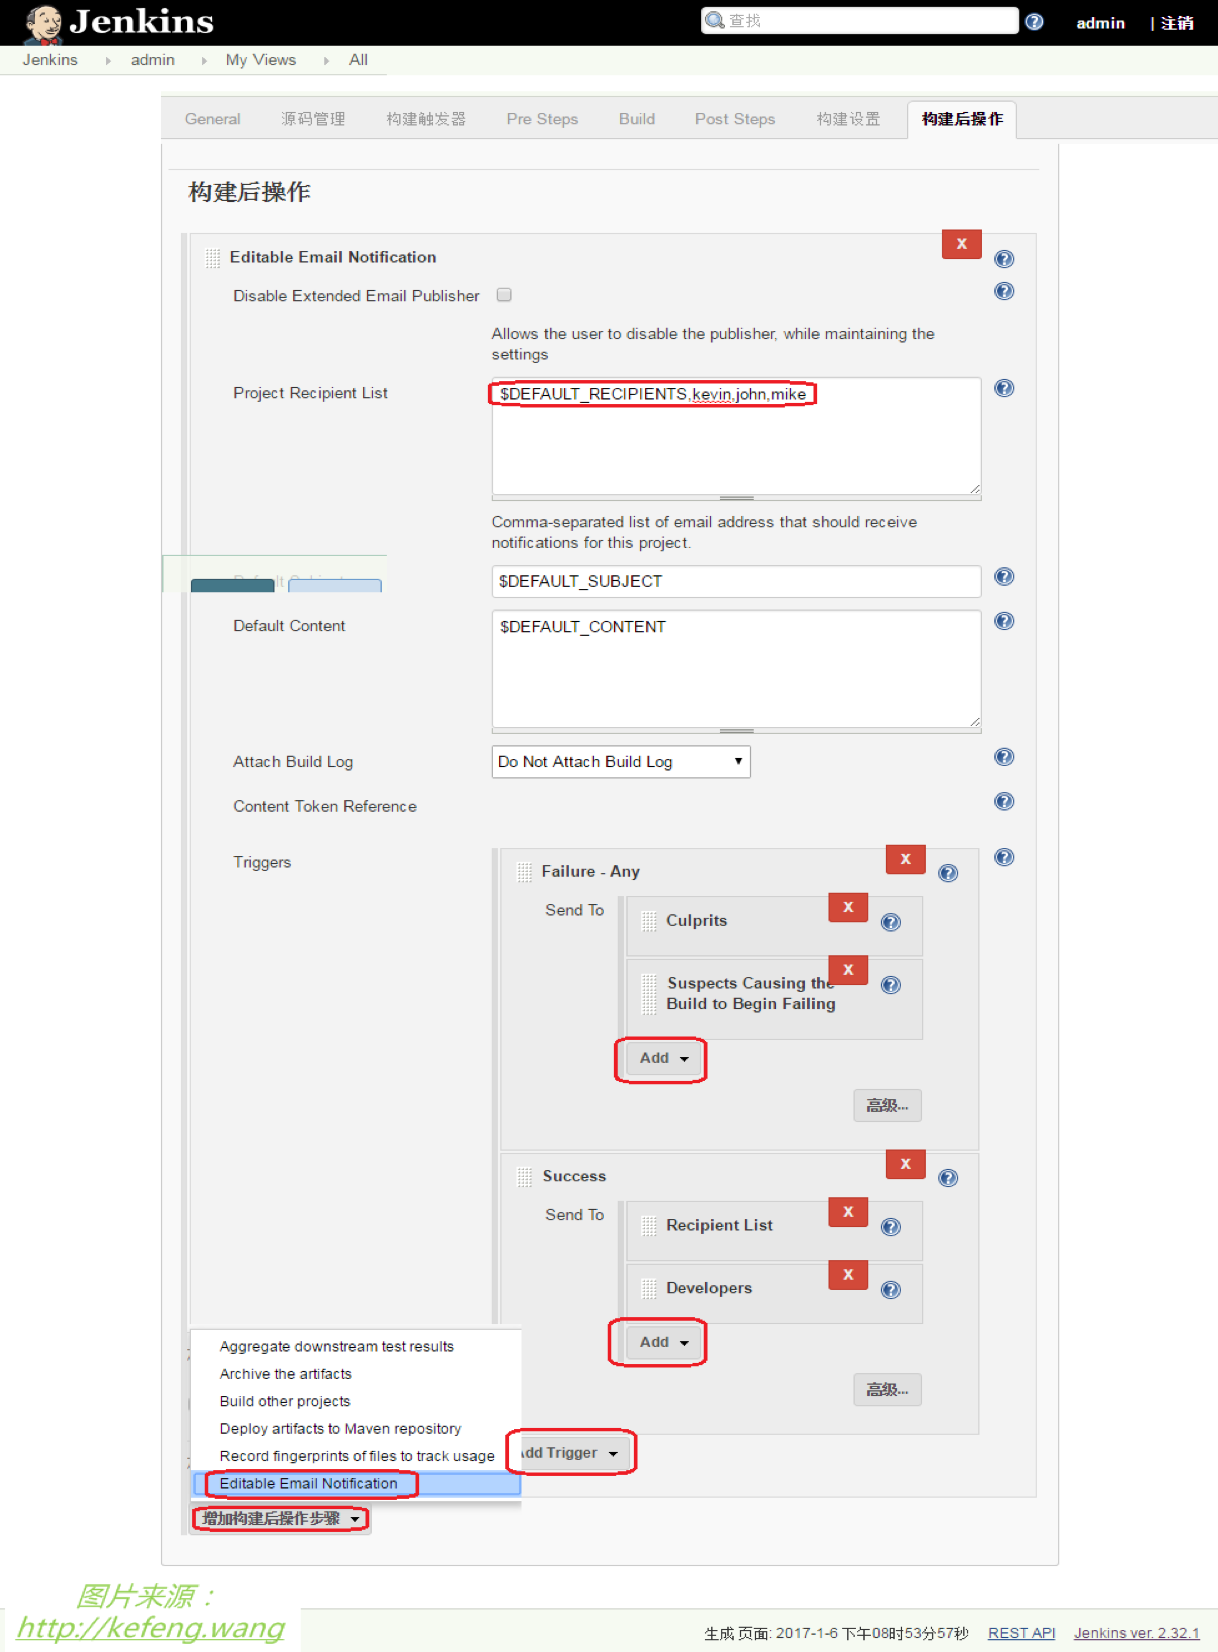 Jenkins
查找
admin
| 注销
Jenkins admin My Views All
General 源码管理 构建触发器 Pre Steps Build Post Steps 构建设置 构建后操作
构建后操作
X
Editable Email Notification
Disable Extended Email Publisher
Allows the user to disable the publisher, while maintaining the
settings
Project Recipient List
$DEFAULT_RECIPIENTS,kevin,john,mike
Comma-separated list of email address that should receive
notifications for this project.
$DEFAULT_SUBJECT
Default Content
$DEFAULT_CONTENT
Attach Build Log
Do Not Attach Build Log
Content Token Reference
Triggers
X
Failure - Any
Send To
X
Culprits
X
Suspects Causing the
Build to Begin Failing
Add
高级...
X
Success
Send To
X
Recipient List
X
Developers
Add
高级...
Aggregate downstream test results
Archive the artifacts
Build other projects
Deploy artifacts to Maven repository
Record fingerprints of files to track usage
Editable Email Notification
dd Trigger
增加构建后操作步骤
图片来源：
http://kefeng.wang
生成 页面: 2017-1-6 下午08时53分57秒 REST API Jenkins ver. 2.32.1